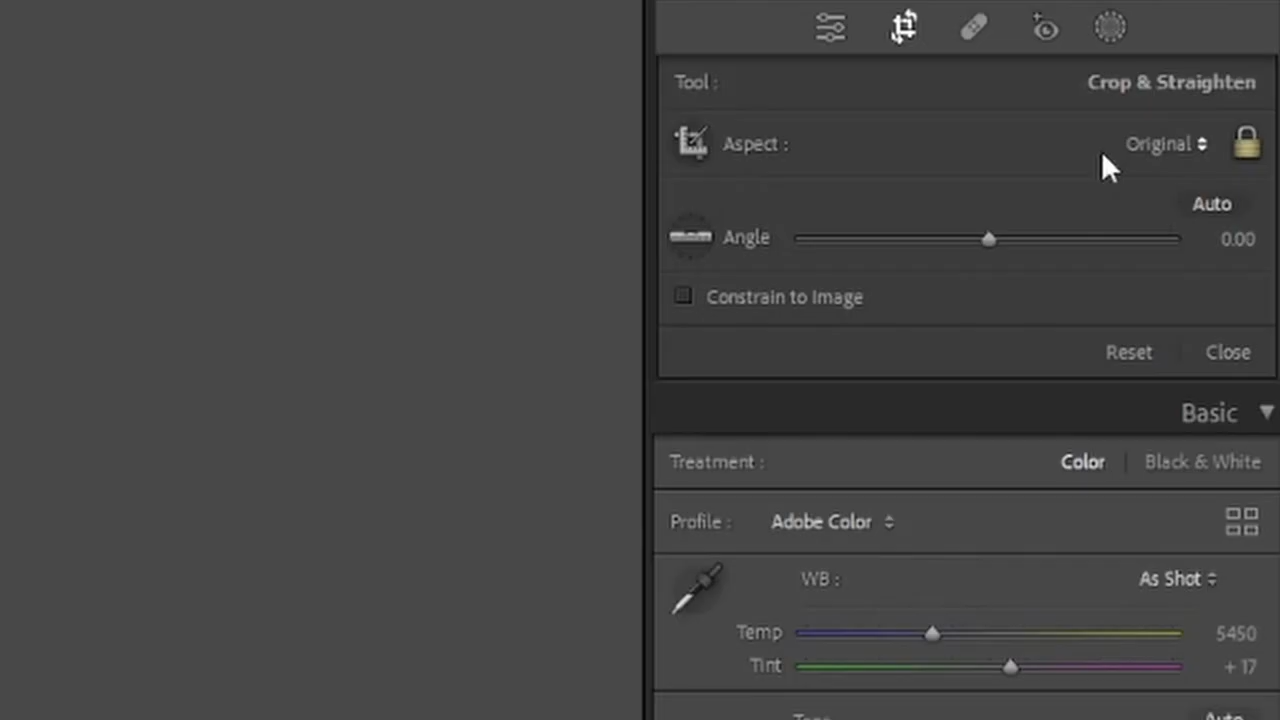 Tool : Crop & Straighten
Aspect : Original
Auto
Angle 0.00
Constrain to Image
Reset Close
Basic
Treatment : Color Black & White
Profile : Adobe Color
WB : As Shot
Temp 5450
Tint + 17